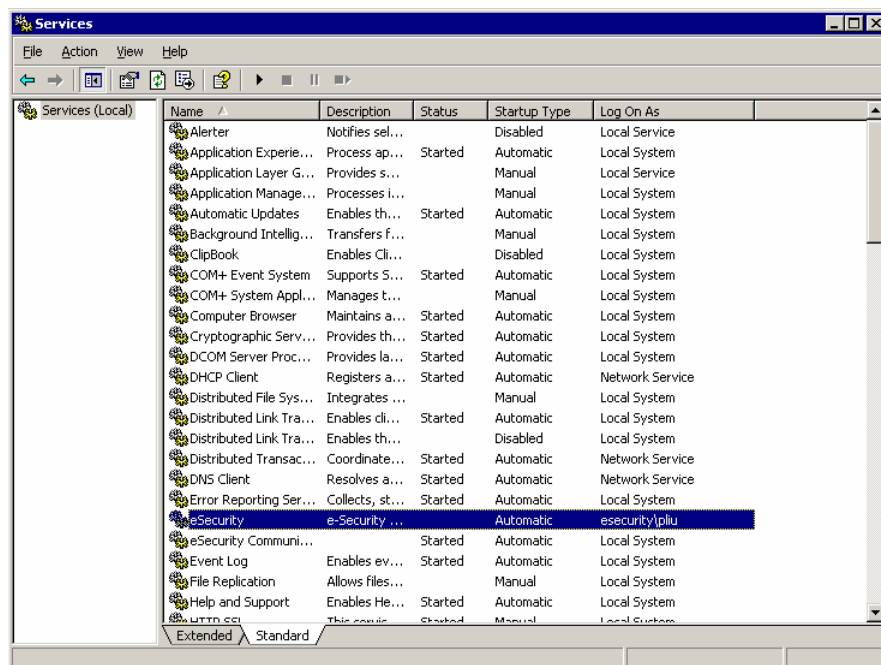 Services
File Action View Help
Services (Local)
Name Description Status Startup Type Log On As
Alerter Notifies sel... Disabled Local Service
Application Experie... Process ap... Started Automatic Local System
Application Layer G... Provides s... Manual Local Service
Application Manage... Processes i... Manual Local System
Automatic Updates Enables th... Started Automatic Local System
Background Intellig... Transfers f... Manual Local System
ClipBook Enables Cli... Disabled Local System
COM+ Event System Supports S... Started Automatic Local System
COM+ System Appl... Manages t... Manual Local System
Computer Browser Maintains a... Started Automatic Local System
Cryptographic Serv... Provides th... Started Automatic Local System
DCOM Server Proc... Provides la... Started Automatic Local System
DHCP Client Registers a... Started Automatic Network Service
Distributed File Sys... Integrates ... Manual Local System
Distributed Link Tra... Enables cli... Started Automatic Local System
Distributed Link Tra... Enables th... Disabled Local System
Distributed Transac... Coordinate... Started Automatic Network Service
DNS Client Resolves a... Started Automatic Network Service
Error Reporting Ser... Collects, st... Started Automatic Local System
eSecurity e-Security ... Automatic esecurity\pliu
eSecurity Communi... Started Automatic Local System
Event Log Enables ev... Started Automatic Local System
File Replication Allows files... Manual Local System
Help and Support Enables He... Started Automatic Local System
HTTP SSL This servic... Started Manual Local System
Extended Standard